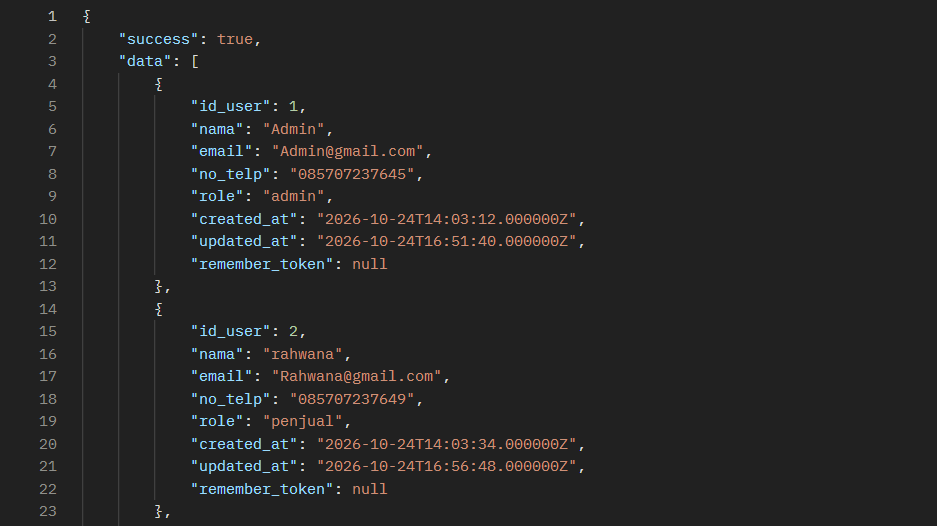 1 {
2 "success": true,
3 "data": [
4 {
5 "id_user": 1,
6 "nama": "Admin",
7 "email": "Admin@gmail.com",
8 "no_telp": "085707237645",
9 "role": "admin",
10 "created_at": "2026-10-24T14:03:12.000000Z",
11 "updated_at": "2026-10-24T16:51:40.000000Z",
12 "remember_token": null
13 },
14 {
15 "id_user": 2,
16 "nama": "rahwana",
17 "email": "Rahwana@gmail.com",
18 "no_telp": "085707237649",
19 "role": "penjual",
20 "created_at": "2026-10-24T14:03:34.000000Z",
21 "updated_at": "2026-10-24T16:56:48.000000Z",
22 "remember_token": null
23 },